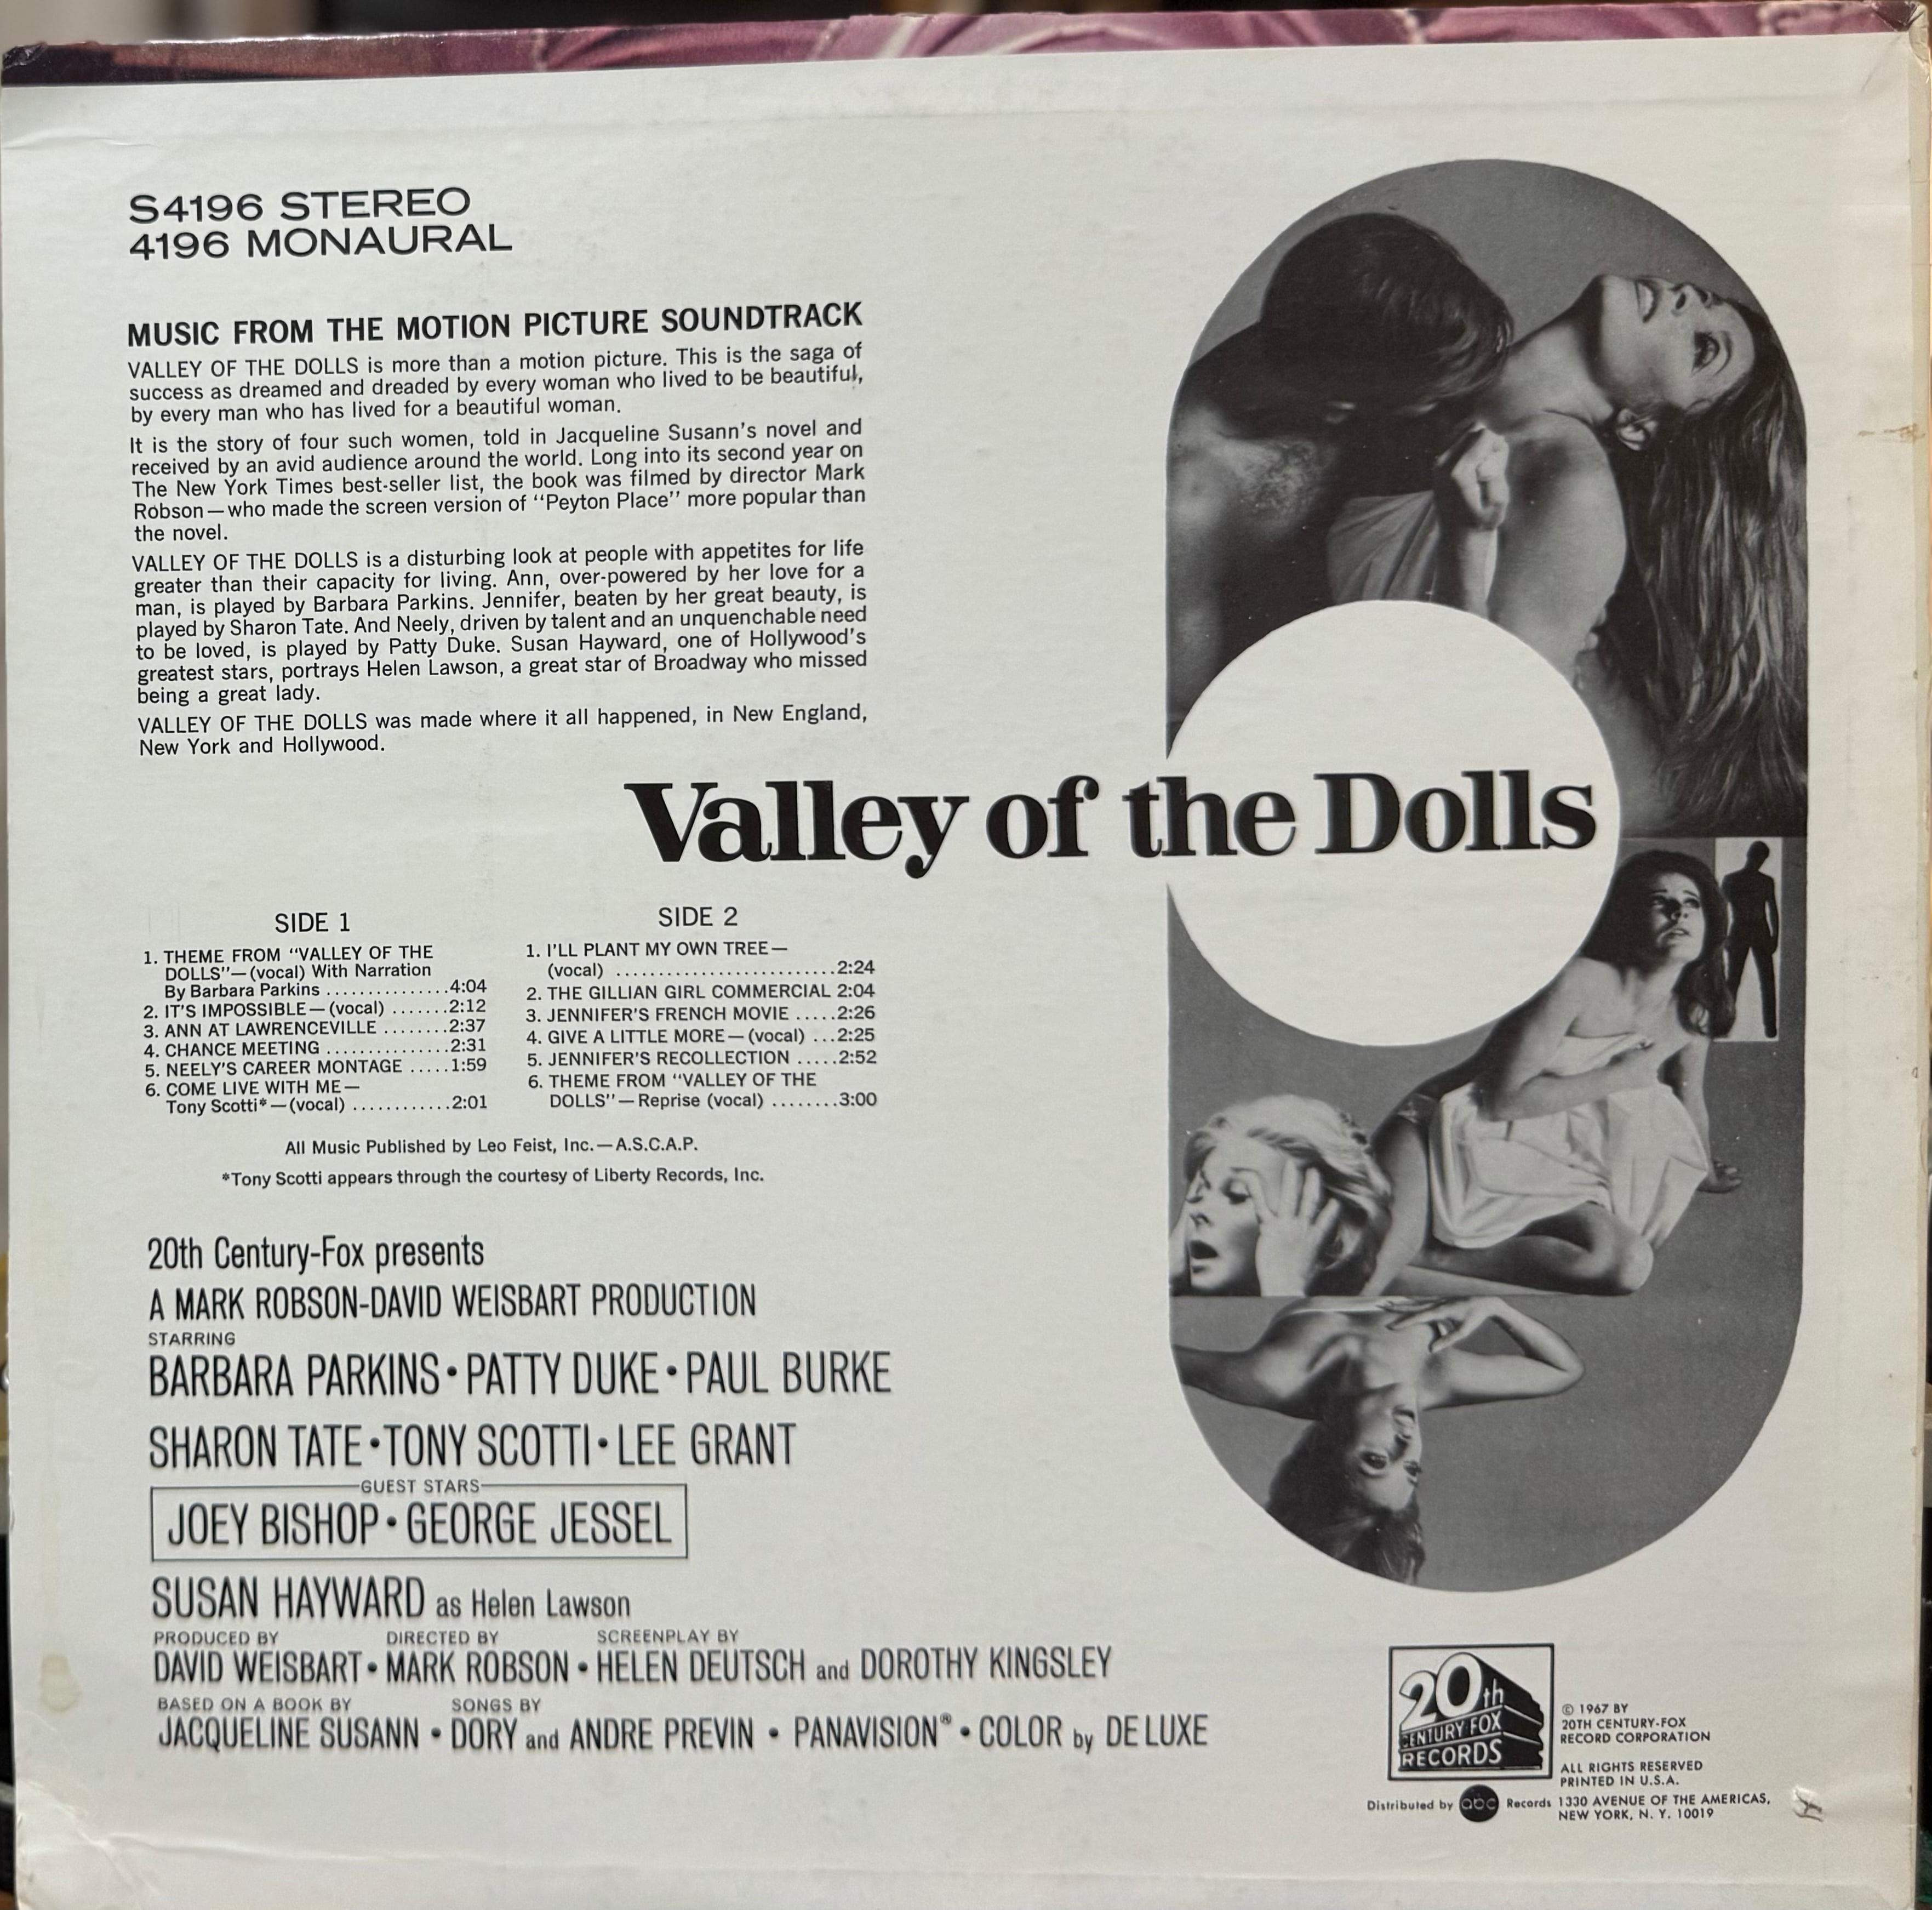 S4196 STEREO
4196 MONAURAL
MUSIC FROM THE MOTION PICTURE SOUNDTRACK
VALLEY OF THE DOLLS is more than a motion picture. This is the saga of
success as dreamed and dreaded by every woman who lived to be beautiful,
by every man who has lived for a beautiful woman.
It is the story of four such women, told in Jacqueline Susann's novel and
received by an avid audience around the world. Long into its second year on
The New York Times best-seller list, the book was filmed by director Mark
Robson—who made the screen version of "Peyton Place" more popular than
the novel.
VALLEY OF THE DOLLS is a disturbing look at people with appetites for life
greater than their capacity for living. Ann, over-powered by her love for a
man, is played by Barbara Parkins. Jennifer, beaten by her great beauty, is
played by Sharon Tate. And Neely, driven by talent and an unquenchable need
to be loved, is played by Patty Duke. Susan Hayward, one of Hollywood's
greatest stars, portrays Helen Lawson, a great star of Broadway who missed
being a great lady.
VALLEY OF THE DOLLS was made where it all happened, in New England,
New York and Hollywood.
Valley of the Dolls
SIDE 1
1. THEME FROM "VALLEY OF THE
DOLLS"—(vocal) With Narration
By Barbara Parkins ...............4:04
2. IT'S IMPOSSIBLE—(vocal) .......2:12
3. ANN AT LAWRENCEVILLE ........2:37
4. CHANCE MEETING ...............2:31
5. NEELY'S CAREER MONTAGE .....1:59
6. COME LIVE WITH ME—
Tony Scotti*—(vocal) ............2:01
SIDE 2
1. I'LL PLANT MY OWN TREE—
(vocal) ..........................2:24
2. THE GILLIAN GIRL COMMERCIAL 2:04
3. JENNIFER'S FRENCH MOVIE .....2:26
4. GIVE A LITTLE MORE—(vocal) ...2:25
5. JENNIFER'S RECOLLECTION .....2:52
6. THEME FROM "VALLEY OF THE
DOLLS"—Reprise (vocal) ........3:00
All Music Published by Leo Feist, Inc.—A.S.C.A.P.
*Tony Scotti appears through the courtesy of Liberty Records, Inc.
20th Century-Fox presents
A MARK ROBSON-DAVID WEISBART PRODUCTION
STARRING
BARBARA PARKINS • PATTY DUKE • PAUL BURKE
SHARON TATE • TONY SCOTTI • LEE GRANT
GUEST STARS
JOEY BISHOP • GEORGE JESSEL
SUSAN HAYWARD as Helen Lawson
PRODUCED BY DIRECTED BY SCREENPLAY BY
DAVID WEISBART • MARK ROBSON • HELEN DEUTSCH and DOROTHY KINGSLEY
BASED ON A BOOK BY SONGS BY
JACQUELINE SUSANN • DORY and ANDRE PREVIN • PANAVISION® • COLOR by DE LUXE
20th
CENTURY FOX
RECORDS
© 1967 BY
20TH CENTURY-FOX
RECORD CORPORATION
ALL RIGHTS RESERVED
PRINTED IN U.S.A.
Distributed by abc Records 1330 AVENUE OF THE AMERICAS,
NEW YORK, N. Y. 10019